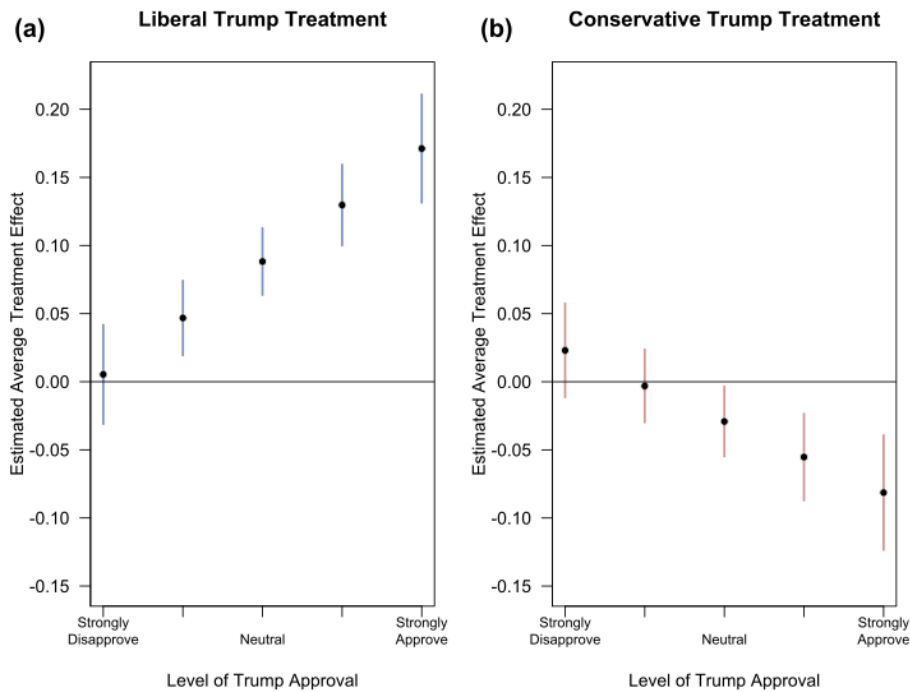 (a)
Liberal Trump Treatment
Estimated Average Treatment Effect
0.20
0.15
0.10
0.05
0.00
-0.05
-0.10
-0.15
Strongly
Disapprove
Neutral
Strongly
Approve
Level of Trump Approval
(b)
Conservative Trump Treatment
Estimated Average Treatment Effect
0.20
0.15
0.10
0.05
0.00
-0.05
-0.10
-0.15
Strongly
Disapprove
Neutral
Strongly
Approve
Level of Trump Approval